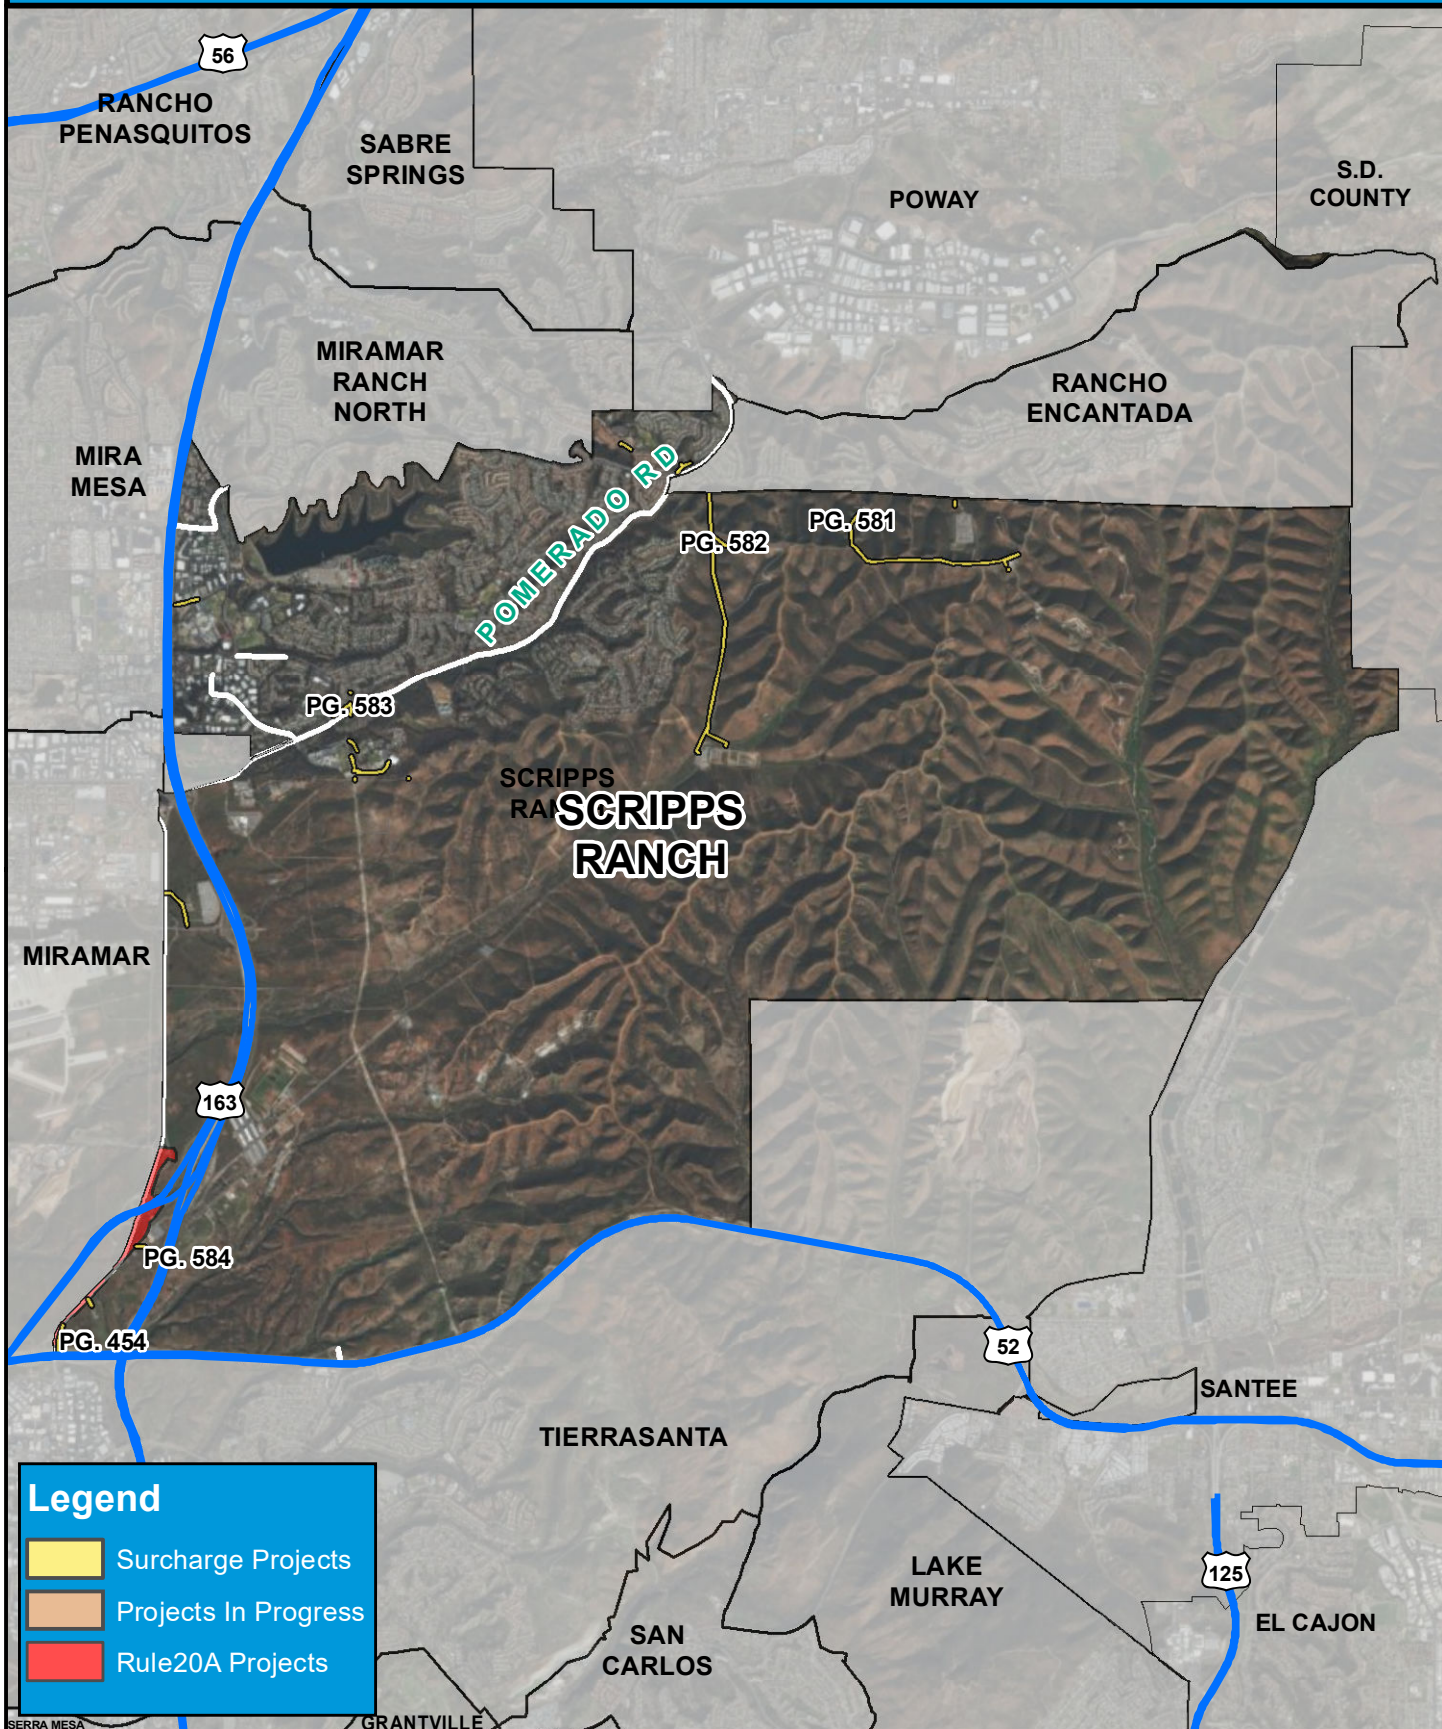 56
RANCHO
PENASQUITOS
SABRE
SPRINGS
POWAY
S.D.
COUNTY
MIRAMAR
RANCH
NORTH
RANCHO
ENCANTADA
MIRA
MESA
POMERADO RD
PG. 581
PG. 582
PG. 583
SCRIPPS
RAN
SCRIPPS
RANCH
MIRAMAR
163
PG. 584
PG. 454
52
SANTEE
TIERRASANTA
Legend
Surcharge Projects
Projects In Progress
Rule20A Projects
LAKE
MURRAY
125
EL CAJON
SAN
CARLOS
SERRA MESA
GRANTVILLE